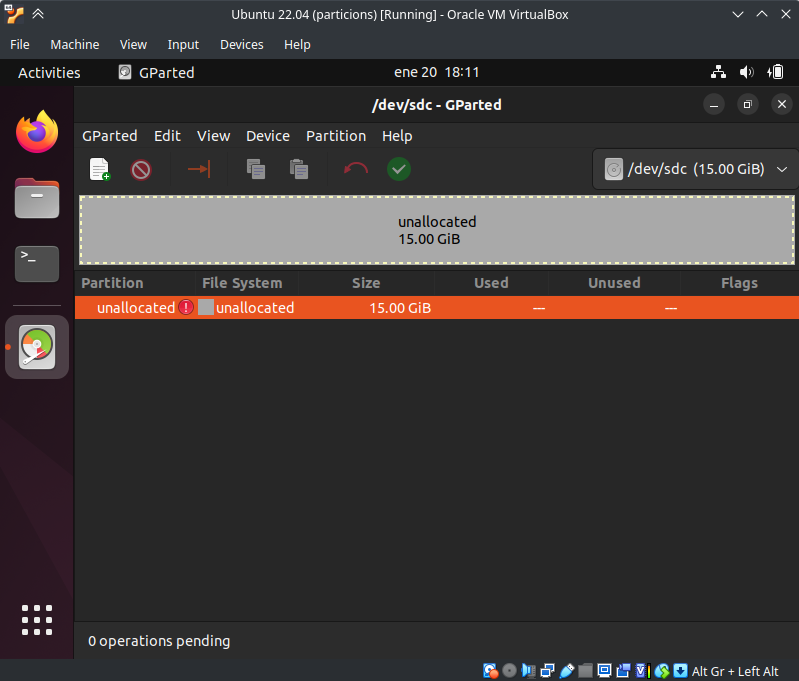 Ubuntu 22.04 (particions) [Running] - Oracle VM VirtualBox
File Machine View Input Devices Help
Activities GParted ene 20 18:11
/dev/sdc - GParted
GParted Edit View Device Partition Help
/dev/sdc (15.00 GiB)
unallocated
15.00 GiB
Partition File System Size Used Unused Flags
unallocated unallocated 15.00 GiB --- ---
0 operations pending
Alt Gr + Left Alt